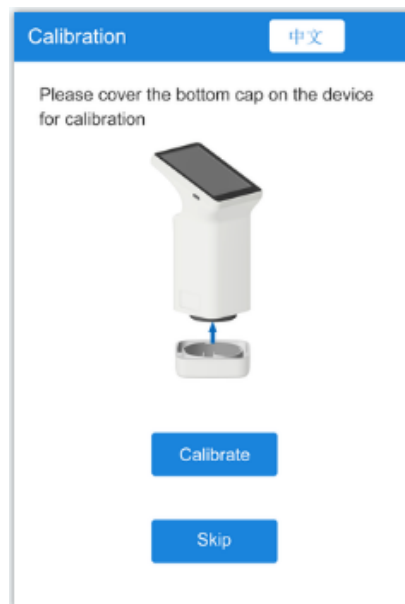 Calibration
中文
Please cover the bottom cap on the device
for calibration
Calibrate
Skip